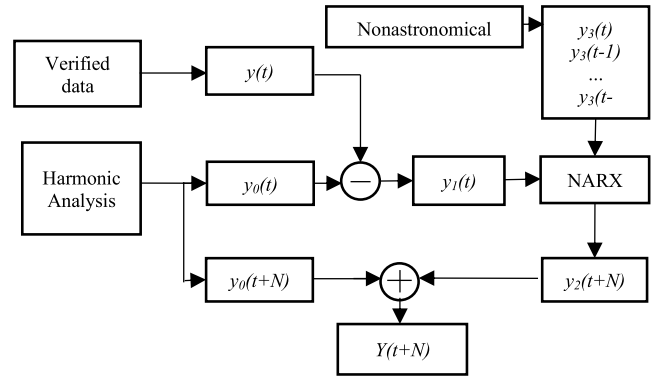 Nonastronomical
y₃(t)
y₃(t-1)
...
y₃(t-
Verified
data
y(t)
Harmonic
Analysis
y₀(t)
−
y₁(t)
NARX
y₀(t+N)
+
y₂(t+N)
Y(t+N)